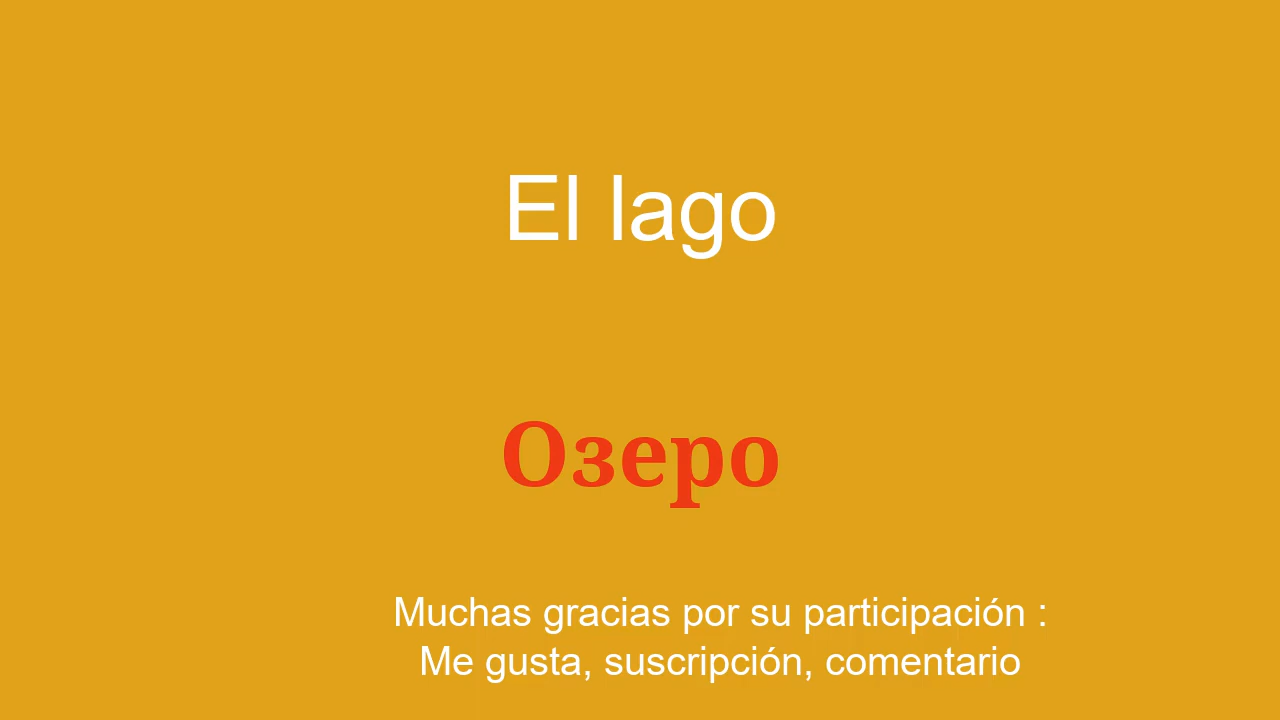 El lago
Озеро
Muchas gracias por su participación :
Me gusta, suscripción, comentario